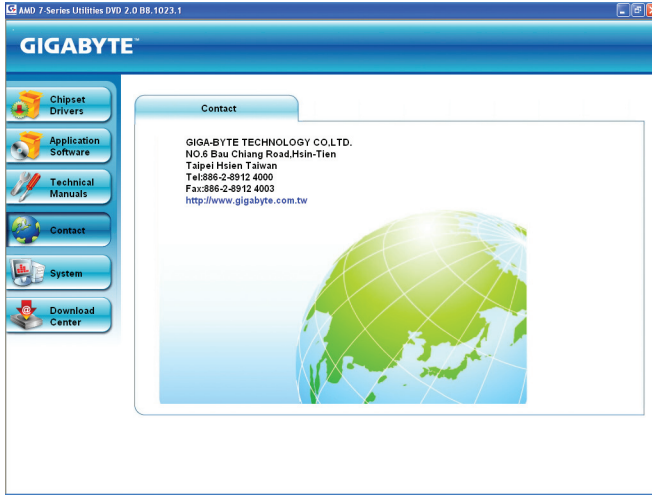 AMD 7-Series Utilities DVD 2.0 B8.1023.1
GIGABYTE™
Chipset
Drivers
Application
Software
Technical
Manuals
Contact
System
Download
Center
Contact
GIGA-BYTE TECHNOLOGY CO,LTD.
NO.6 Bau Chiang Road,Hsin-Tien
Taipei Hsien Taiwan
Tel:886-2-8912 4000
Fax:886-2-8912 4003
http://www.gigabyte.com.tw